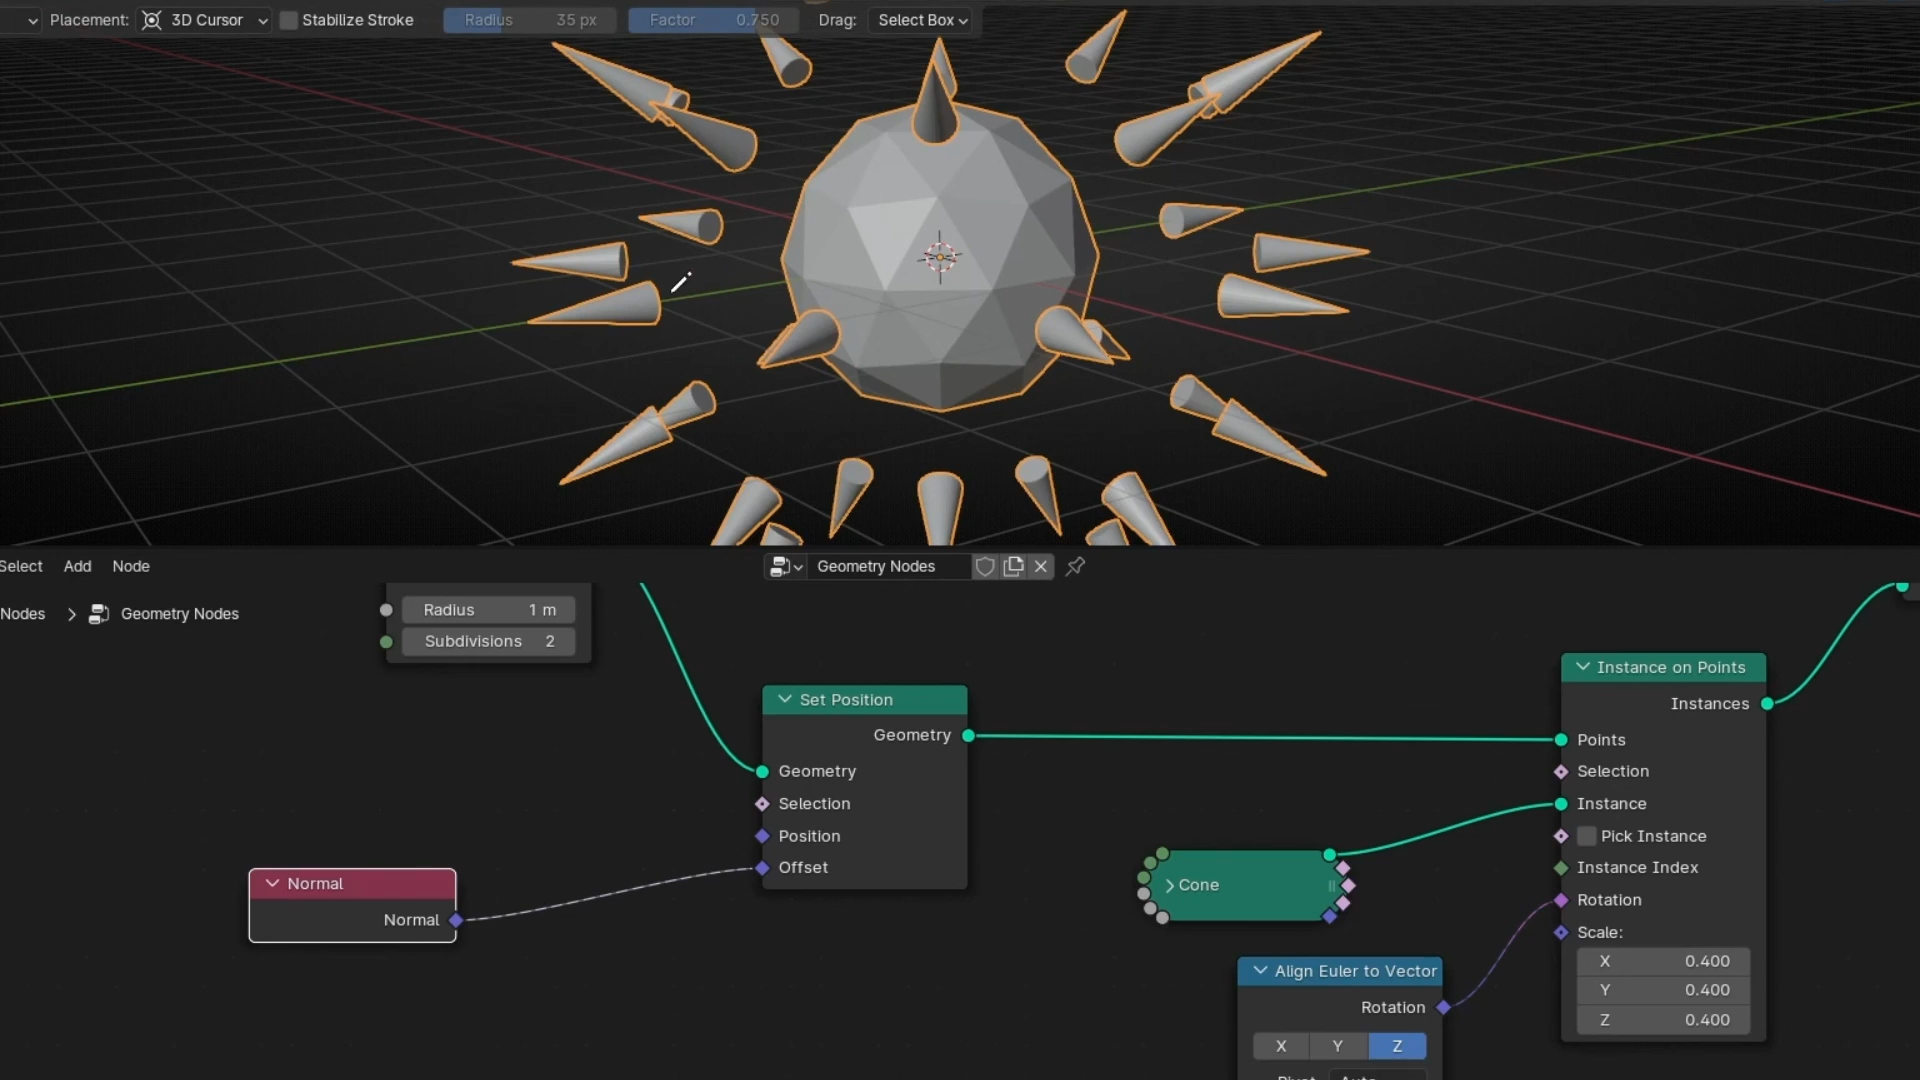 Placement: 3D Cursor Stabilize Stroke Radius 35 px Factor 0.750 Drag: Select Box
Select Add Node Geometry Nodes
Nodes > Geometry Nodes
Radius 1 m
Subdivisions 2
Set Position
Geometry
Geometry
Selection
Position
Offset
Normal
Normal
Cone
Align Euler to Vector
Rotation
X Y Z
Pivot Auto
Instance on Points
Instances
Points
Selection
Instance
Pick Instance
Instance Index
Rotation
Scale:
X 0.400
Y 0.400
Z 0.400